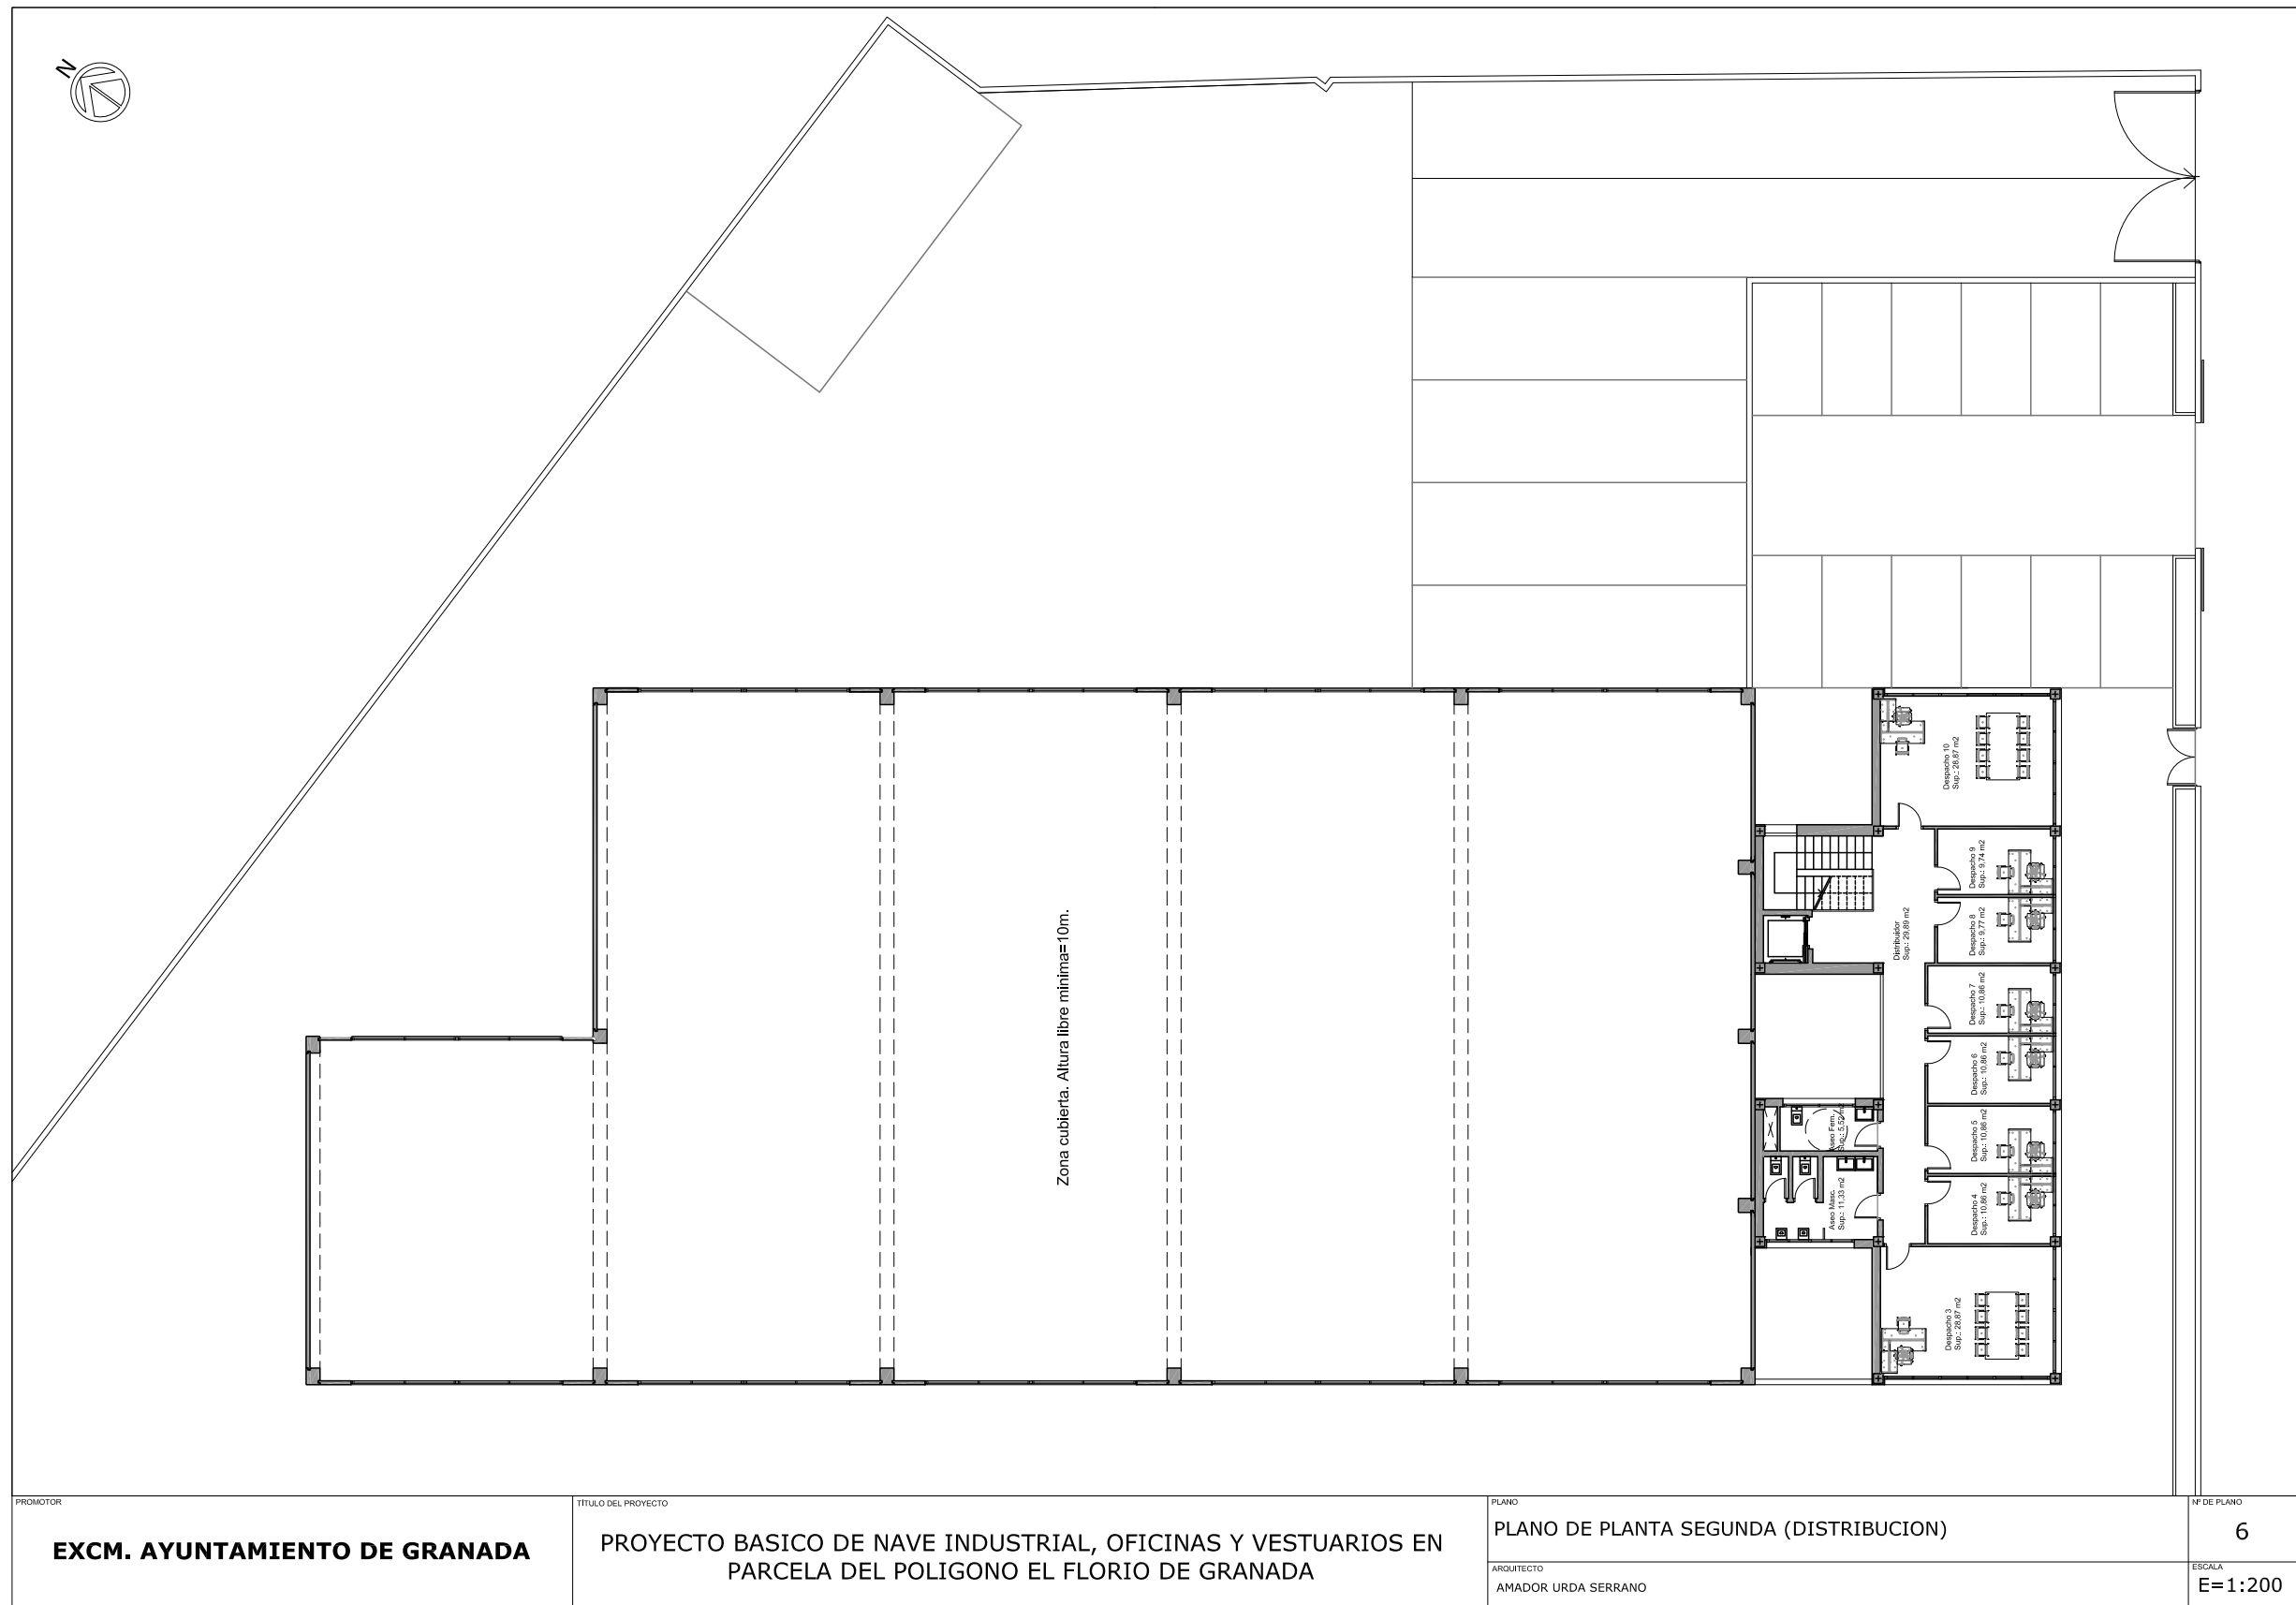 N
Zona cubierta. Altura libre minima=10m.
Despacho 10
Sup.: 28,87 m2
Despacho 9
Sup.: 9,74 m2
Despacho 8
Sup.: 9,77 m2
Distribuidor
Sup.: 29,89 m2
Despacho 7
Sup.: 10,86 m2
Despacho 6
Sup.: 10,86 m2
Aseo Fem.
Sup.: 5,52 m2
Despacho 5
Sup.: 10,86 m2
Aseo Masc.
Sup.: 11,33 m2
Despacho 4
Sup.: 10,86 m2
Despacho 3
Sup.: 28,87 m2
PROMOTOR
EXCM. AYUNTAMIENTO DE GRANADA
TÍTULO DEL PROYECTO
PROYECTO BASICO DE NAVE INDUSTRIAL, OFICINAS Y VESTUARIOS EN
PARCELA DEL POLIGONO EL FLORIO DE GRANADA
PLANO
PLANO DE PLANTA SEGUNDA (DISTRIBUCION)
ARQUITECTO
AMADOR URDA SERRANO
Nº DE PLANO
6
ESCALA
E=1:200